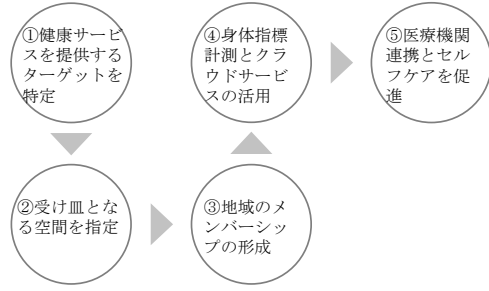 ①健康サービ
スを提供する
ターゲットを
特定
②受け皿とな
る空間を指定
③地域のメ
ンバーシッ
プの形成
④身体指標
計測とクラ
ウドサービ
スの活用
⑤医療機関
連携とセル
フケアを促
進